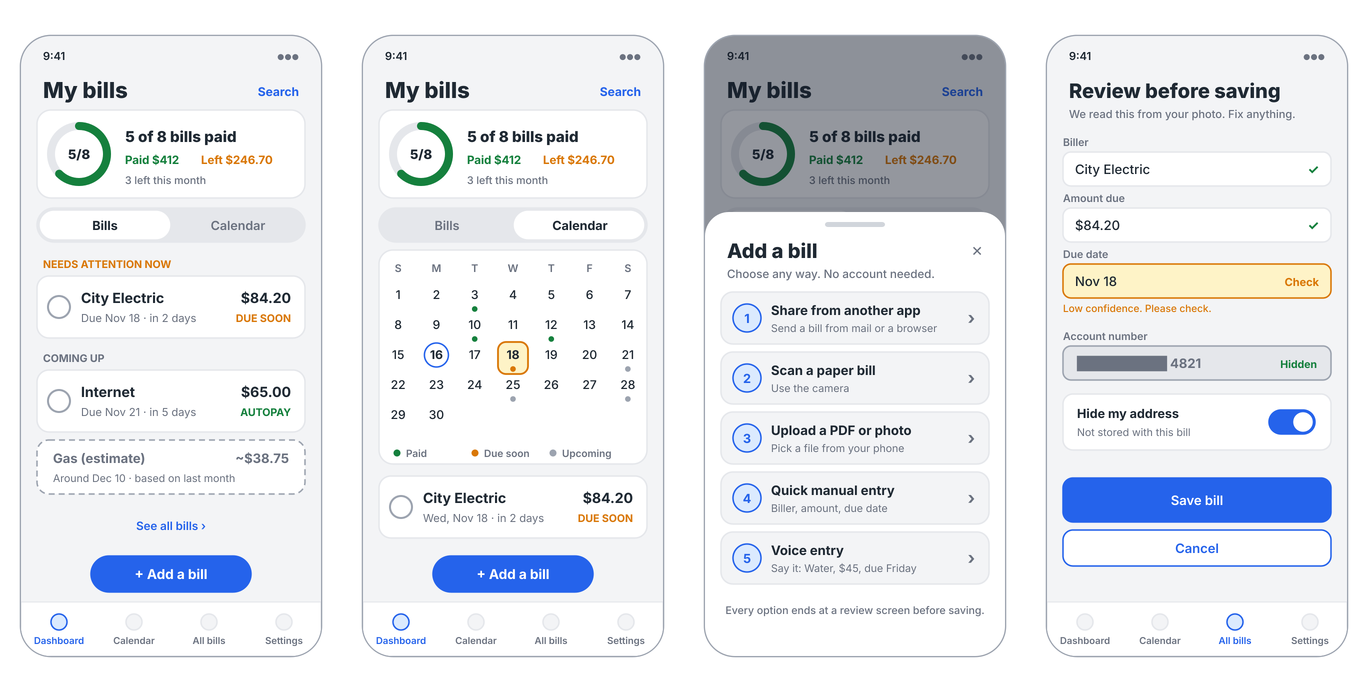 9:41
My bills
Search
5/8
5 of 8 bills paid
Paid $412 Left $246.70
3 left this month
Bills
Calendar
NEEDS ATTENTION NOW
City Electric $84.20
Due Nov 18 · in 2 days DUE SOON
COMING UP
Internet $65.00
Due Nov 21 · in 5 days AUTOPAY
Gas (estimate) ~$38.75
Around Dec 10 · based on last month
See all bills ›
+ Add a bill
Dashboard Calendar All bills Settings
9:41
My bills
Search
5/8
5 of 8 bills paid
Paid $412 Left $246.70
3 left this month
Bills
Calendar
S M T W T F S
1 2 3 4 5 6 7
8 9 10 11 12 13 14
15 16 17 18 19 20 21
22 23 24 25 26 27 28
29 30
Paid Due soon Upcoming
City Electric $84.20
Wed, Nov 18 · in 2 days DUE SOON
+ Add a bill
Dashboard Calendar All bills Settings
9:41
My bills
Search
5/8
5 of 8 bills paid
Paid $412 Left $246.70
3 left this month
Add a bill ×
Choose any way. No account needed.
1 Share from another app ›
Send a bill from mail or a browser
2 Scan a paper bill ›
Use the camera
3 Upload a PDF or photo ›
Pick a file from your phone
4 Quick manual entry ›
Biller, amount, due date
5 Voice entry ›
Say it: Water, $45, due Friday
Every option ends at a review screen before saving.
9:41
Review before saving
We read this from your photo. Fix anything.
Biller
City Electric ✓
Amount due
$84.20 ✓
Due date
Nov 18 Check
Low confidence. Please check.
Account number
4821 Hidden
Hide my address
Not stored with this bill
Save bill
Cancel
Dashboard Calendar All bills Settings